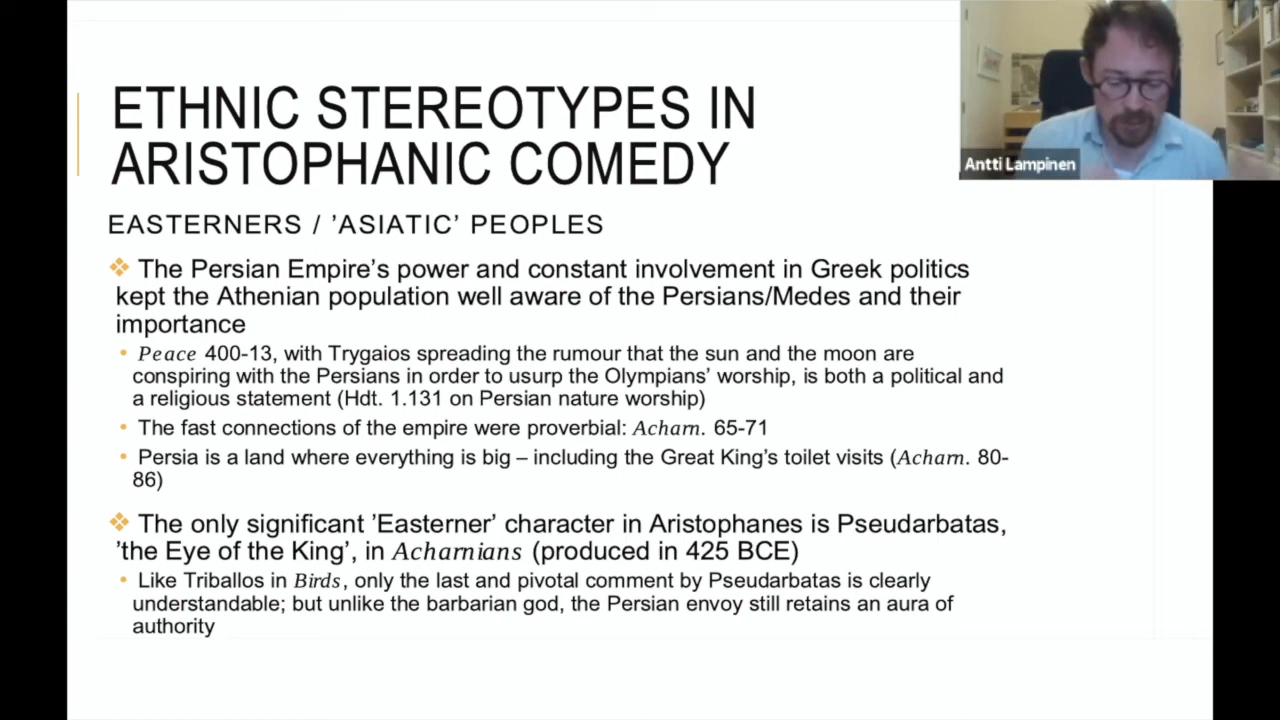 ETHNIC STEREOTYPES IN
ARISTOPHANIC COMEDY
Antti Lampinen
EASTERNERS / ’ASIATIC’ PEOPLES
❖ The Persian Empire’s power and constant involvement in Greek politics
kept the Athenian population well aware of the Persians/Medes and their
importance
• Peace 400-13, with Trygaios spreading the rumour that the sun and the moon are
conspiring with the Persians in order to usurp the Olympians’ worship, is both a political and
a religious statement (Hdt. 1.131 on Persian nature worship)
• The fast connections of the empire were proverbial: Acharn. 65-71
• Persia is a land where everything is big – including the Great King’s toilet visits (Acharn. 80-
86)
❖ The only significant ’Easterner’ character in Aristophanes is Pseudarbatas,
’the Eye of the King’, in Acharnians (produced in 425 BCE)
• Like Triballos in Birds, only the last and pivotal comment by Pseudarbatas is clearly
understandable; but unlike the barbarian god, the Persian envoy still retains an aura of
authority